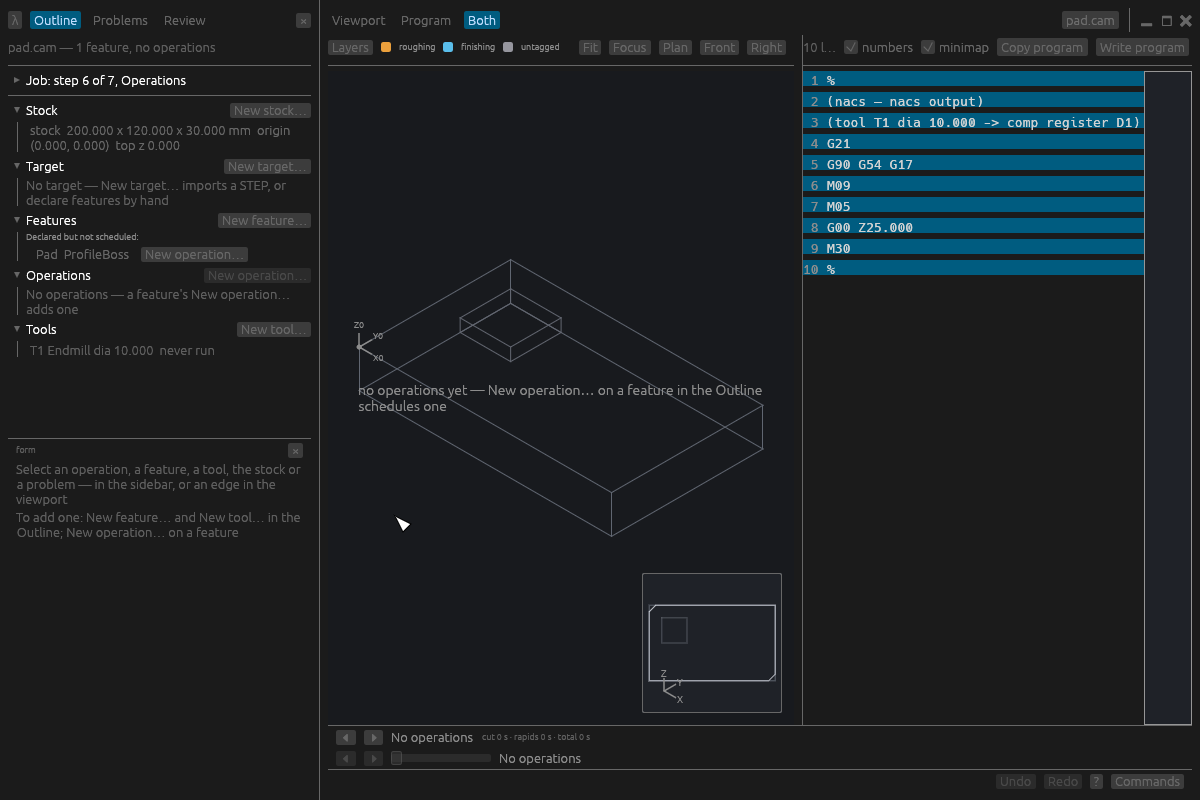 λ Outline Problems Review ×
pad.cam — 1 feature, no operations
Job: step 6 of 7, Operations
Stock New stock…
stock 200.000 x 120.000 x 30.000 mm origin
(0.000, 0.000) top z 0.000
Target New target…
No target — New target… imports a STEP, or
declare features by hand
Features New feature…
Declared but not scheduled:
Pad ProfileBoss New operation…
Operations New operation…
No operations — a feature's New operation…
adds one
Tools New tool…
T1 Endmill dia 10.000 never run
form ×
Select an operation, a feature, a tool, the stock or
a problem — in the sidebar, or an edge in the
viewport
To add one: New feature… and New tool… in the
Outline; New operation… on a feature
Viewport Program Both pad.cam
Layers roughing finishing untagged Fit Focus Plan Front Right
10 l… numbers minimap Copy program Write program
Z0
Y0
X0
no operations yet — New operation… on a feature in the Outline
schedules one
Z
Y
X
1 %
2 (nacs — nacs output)
3 (tool T1 dia 10.000 -> comp register D1)
4 G21
5 G90 G54 G17
6 M09
7 M05
8 G00 Z25.000
9 M30
10 %
No operations cut 0 s · rapids 0 s · total 0 s
No operations
Undo Redo ? Commands